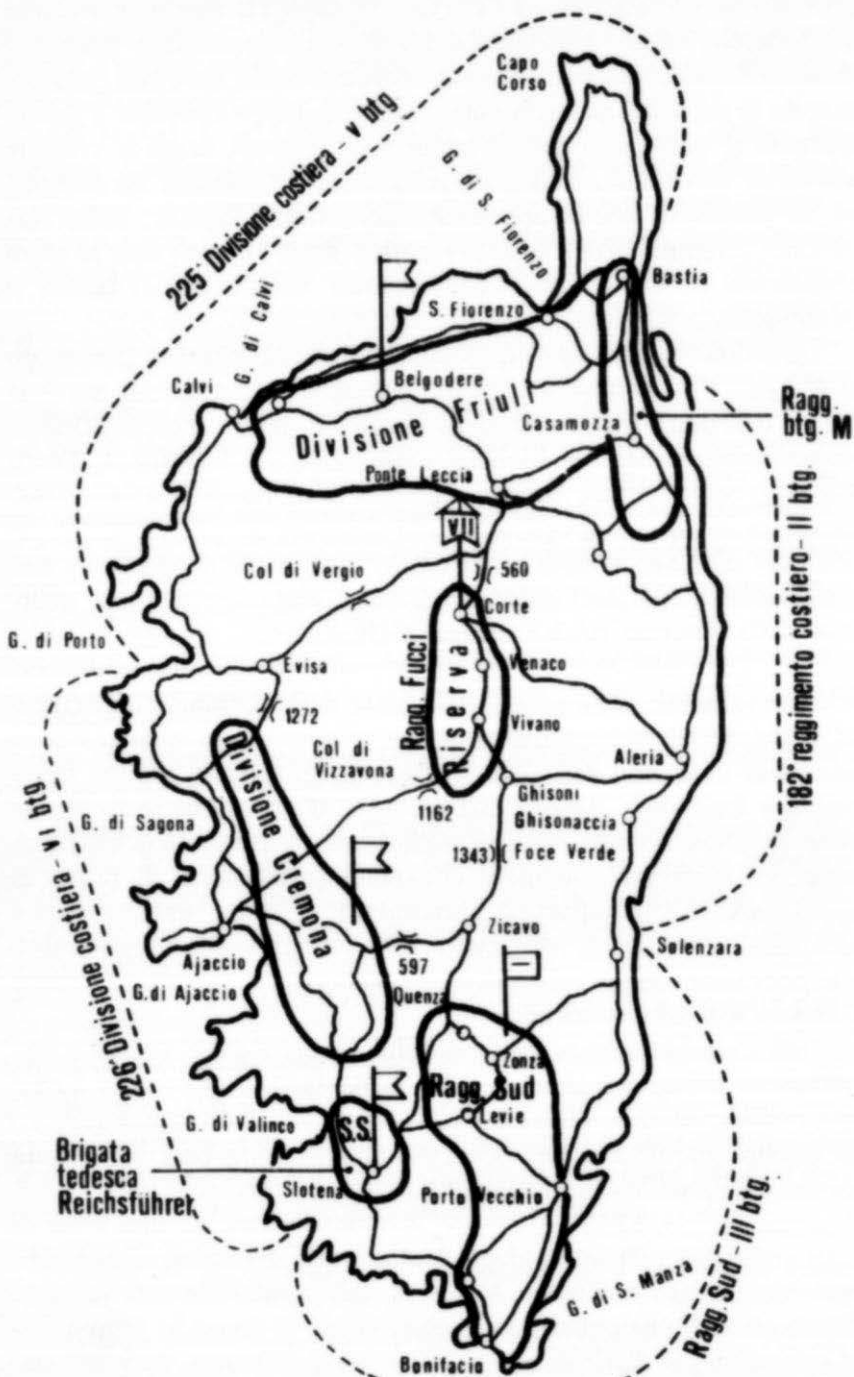 Capo
Corso
225ª Divisione costiera - V btg
G. di S. Fiorenzo
Bastia
S. Fiorenzo
G. di Calvi
Calvi
Belgodere
Divisione Friuli
Casamozza
Ragg.
btg. M
Ponte Leccia
VII
182° reggimento costiero - II btg.
Col di Vergio
560
Corte
G. di Porto
Evisa
Ragg. Fucci
Riserva
Venaco
1272
Vivano
Col di
Vizzavona
Aleria
Divisione Cremona
1162
Ghisoni
G. di Sagona
Ghisonaccia
1343
Foce Verde
226ª Divisione costiera - VI btg.
Zicavo
Ajaccio
597
Solenzara
G. di Ajaccio
Quenza
I
Zonza
Ragg. Sud
G. di Valinco
S.S.
Levie
Brigata
tedesca
Reichsführer
Slotena
Porto Vecchio
Ragg. Sud - III btg.
G. di S. Manza
Bonifacio